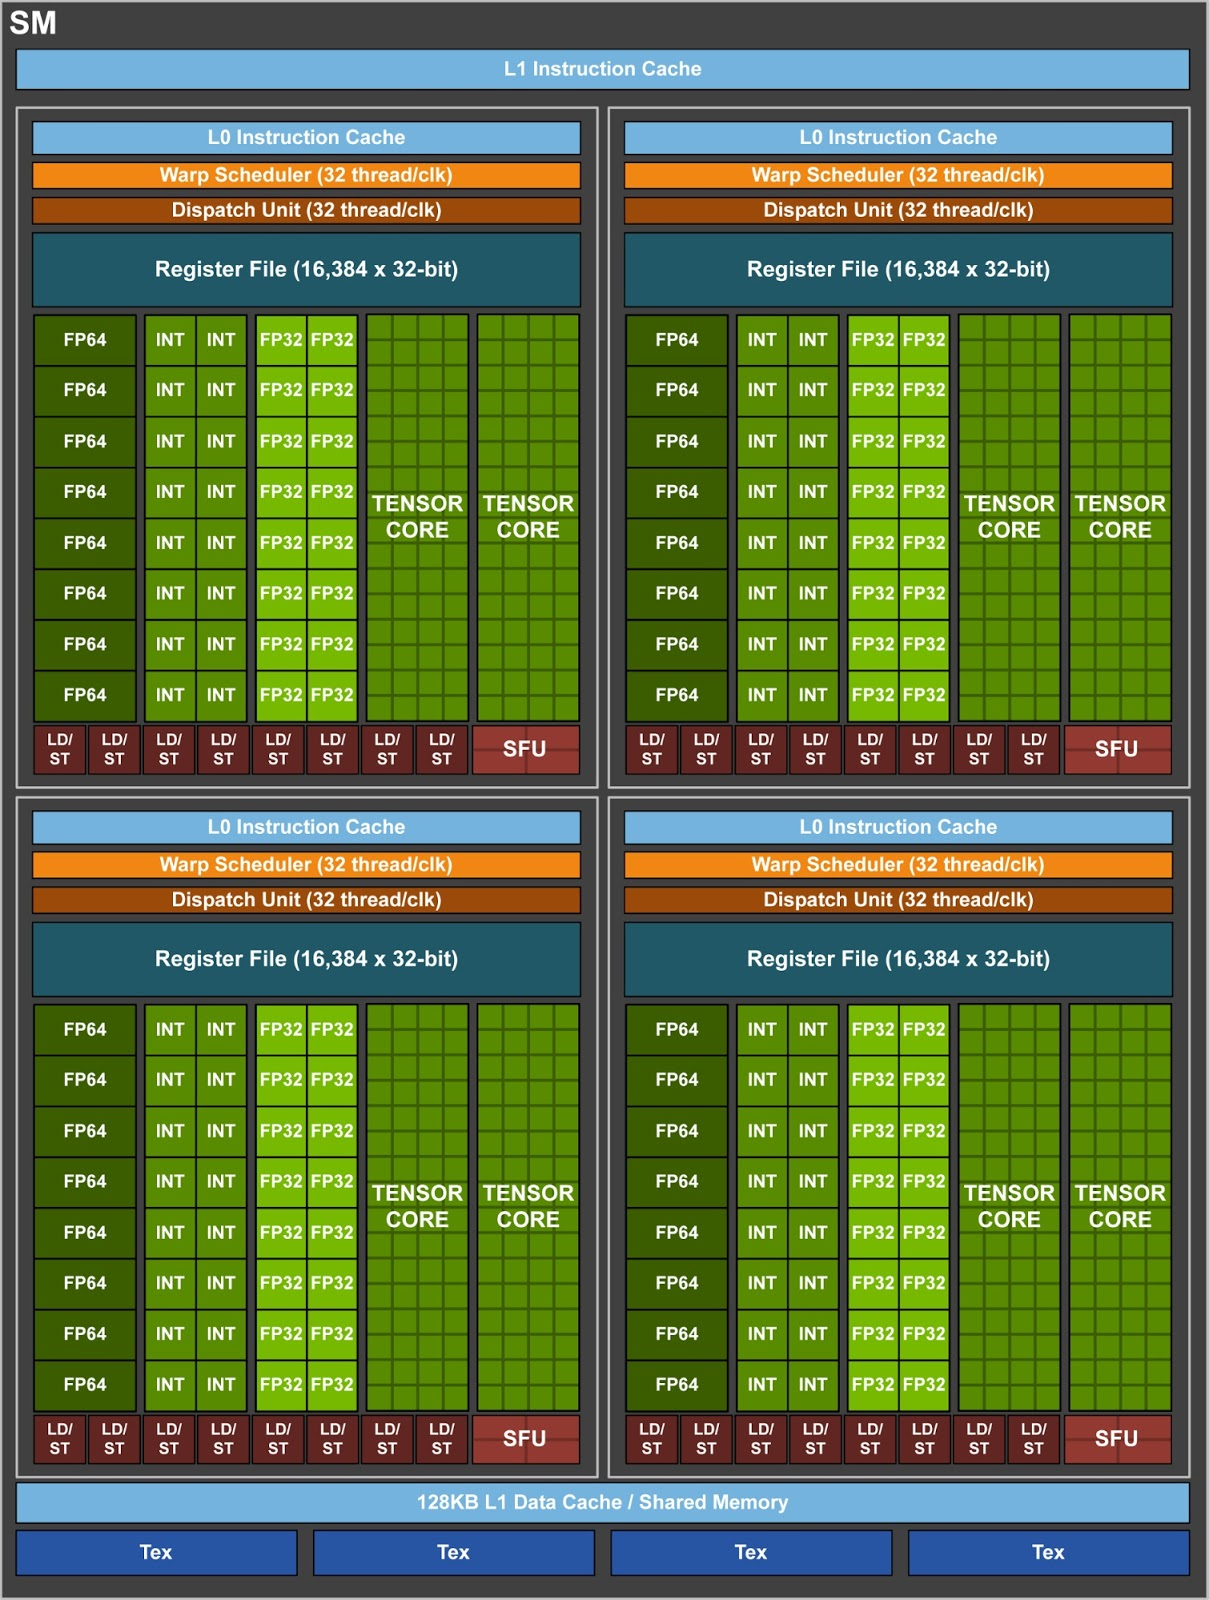 SM
L1 Instruction Cache
L0 Instruction Cache
Warp Scheduler (32 thread/clk)
Dispatch Unit (32 thread/clk)
Register File (16,384 x 32-bit)
FP64 INT INT FP32 FP32
FP64 INT INT FP32 FP32
FP64 INT INT FP32 FP32
FP64 INT INT FP32 FP32
TENSOR TENSOR
CORE CORE
FP64 INT INT FP32 FP32
FP64 INT INT FP32 FP32
FP64 INT INT FP32 FP32
FP64 INT INT FP32 FP32
LD/ LD/ LD/ LD/ LD/ LD/ LD/ LD/
ST ST ST ST ST ST ST ST
SFU
L0 Instruction Cache
Warp Scheduler (32 thread/clk)
Dispatch Unit (32 thread/clk)
Register File (16,384 x 32-bit)
FP64 INT INT FP32 FP32
FP64 INT INT FP32 FP32
FP64 INT INT FP32 FP32
FP64 INT INT FP32 FP32
TENSOR TENSOR
CORE CORE
FP64 INT INT FP32 FP32
FP64 INT INT FP32 FP32
FP64 INT INT FP32 FP32
FP64 INT INT FP32 FP32
LD/ LD/ LD/ LD/ LD/ LD/ LD/ LD/
ST ST ST ST ST ST ST ST
SFU
L0 Instruction Cache
Warp Scheduler (32 thread/clk)
Dispatch Unit (32 thread/clk)
Register File (16,384 x 32-bit)
FP64 INT INT FP32 FP32
FP64 INT INT FP32 FP32
FP64 INT INT FP32 FP32
FP64 INT INT FP32 FP32
TENSOR TENSOR
CORE CORE
FP64 INT INT FP32 FP32
FP64 INT INT FP32 FP32
FP64 INT INT FP32 FP32
FP64 INT INT FP32 FP32
LD/ LD/ LD/ LD/ LD/ LD/ LD/ LD/
ST ST ST ST ST ST ST ST
SFU
L0 Instruction Cache
Warp Scheduler (32 thread/clk)
Dispatch Unit (32 thread/clk)
Register File (16,384 x 32-bit)
FP64 INT INT FP32 FP32
FP64 INT INT FP32 FP32
FP64 INT INT FP32 FP32
FP64 INT INT FP32 FP32
TENSOR TENSOR
CORE CORE
FP64 INT INT FP32 FP32
FP64 INT INT FP32 FP32
FP64 INT INT FP32 FP32
FP64 INT INT FP32 FP32
LD/ LD/ LD/ LD/ LD/ LD/ LD/ LD/
ST ST ST ST ST ST ST ST
SFU
128KB L1 Data Cache / Shared Memory
Tex Tex Tex Tex